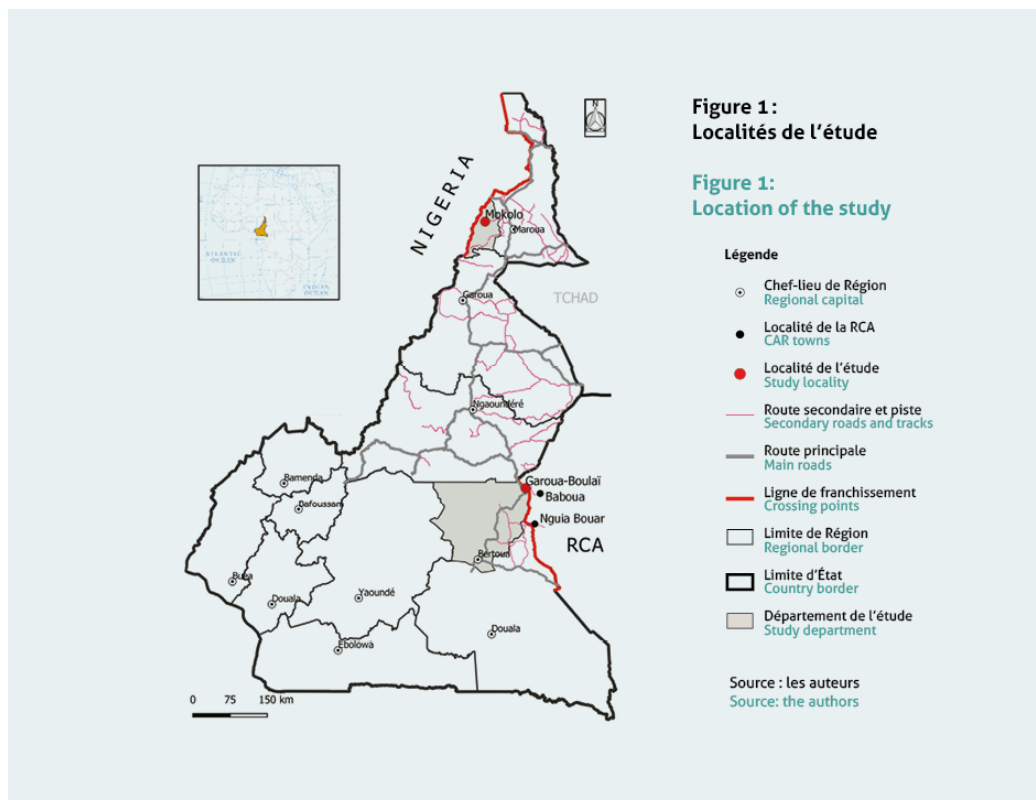 Figure 1:
Localités de l'étude
Figure 1:
Location of the study
N
NIGERIA
Mokolo
Maroua
ATLANTIC
OCEAN
INDIAN
OCEAN
TCHAD
Garoua
Ngaoundéré
Bamenda
Bafoussam
Garoua-Boulaï
Baboua
Nguia Bouar
RCA
Bertoua
Buea
Douala
Yaoundé
Douala
Ebolowa
0 75 150 km
Légende
Chef-lieu de Région
Regional capital
Localité de la RCA
CAR towns
Localité de l'étude
Study locality
Route secondaire et piste
Secondary roads and tracks
Route principale
Main roads
Ligne de franchissement
Crossing points
Limite de Région
Regional border
Limite d'État
Country border
Département de l'étude
Study department
Source : les auteurs
Source: the authors